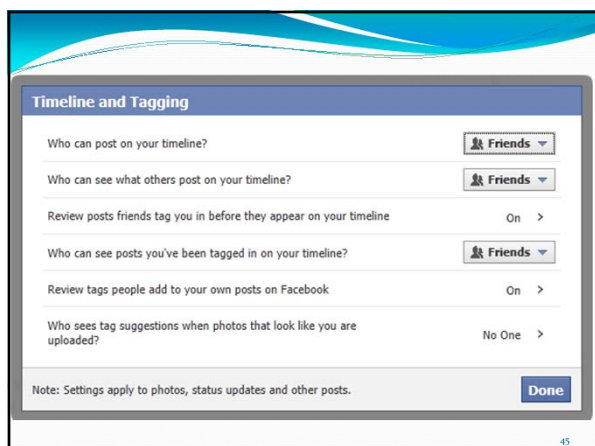 Timeline and Tagging
Who can post on your timeline? Friends
Who can see what others post on your timeline? Friends
Review posts friends tag you in before they appear on your timeline On >
Who can see posts you've been tagged in on your timeline? Friends
Review tags people add to your own posts on Facebook On >
Who sees tag suggestions when photos that look like you are
uploaded? No One >
Note: Settings apply to photos, status updates and other posts. Done
45